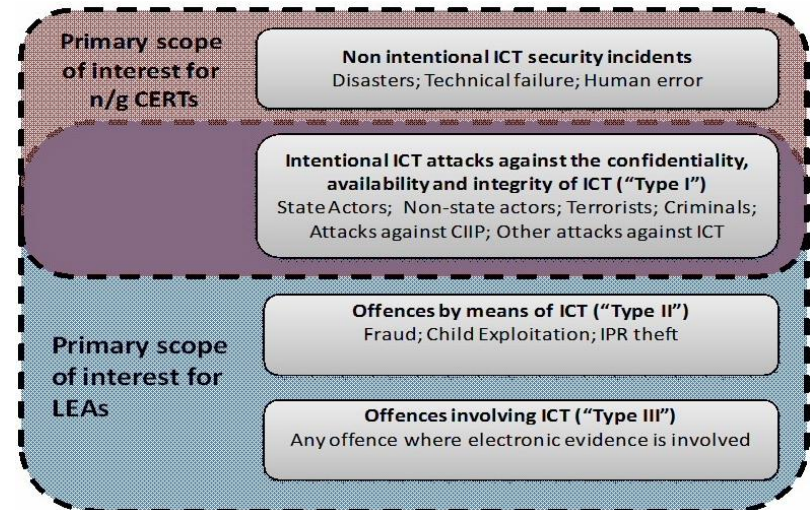 Primary scope
of interest for
n/g CERTs
Non intentional ICT security incidents
Disasters; Technical failure; Human error
Intentional ICT attacks against the confidentiality,
availability and integrity of ICT (“Type I”)
State Actors; Non-state actors; Terrorists; Criminals;
Attacks against CIIP; Other attacks against ICT
Primary scope
of interest for
LEAs
Offences by means of ICT (“Type II”)
Fraud; Child Exploitation; IPR theft
Offences involving ICT (“Type III”)
Any offence where electronic evidence is involved